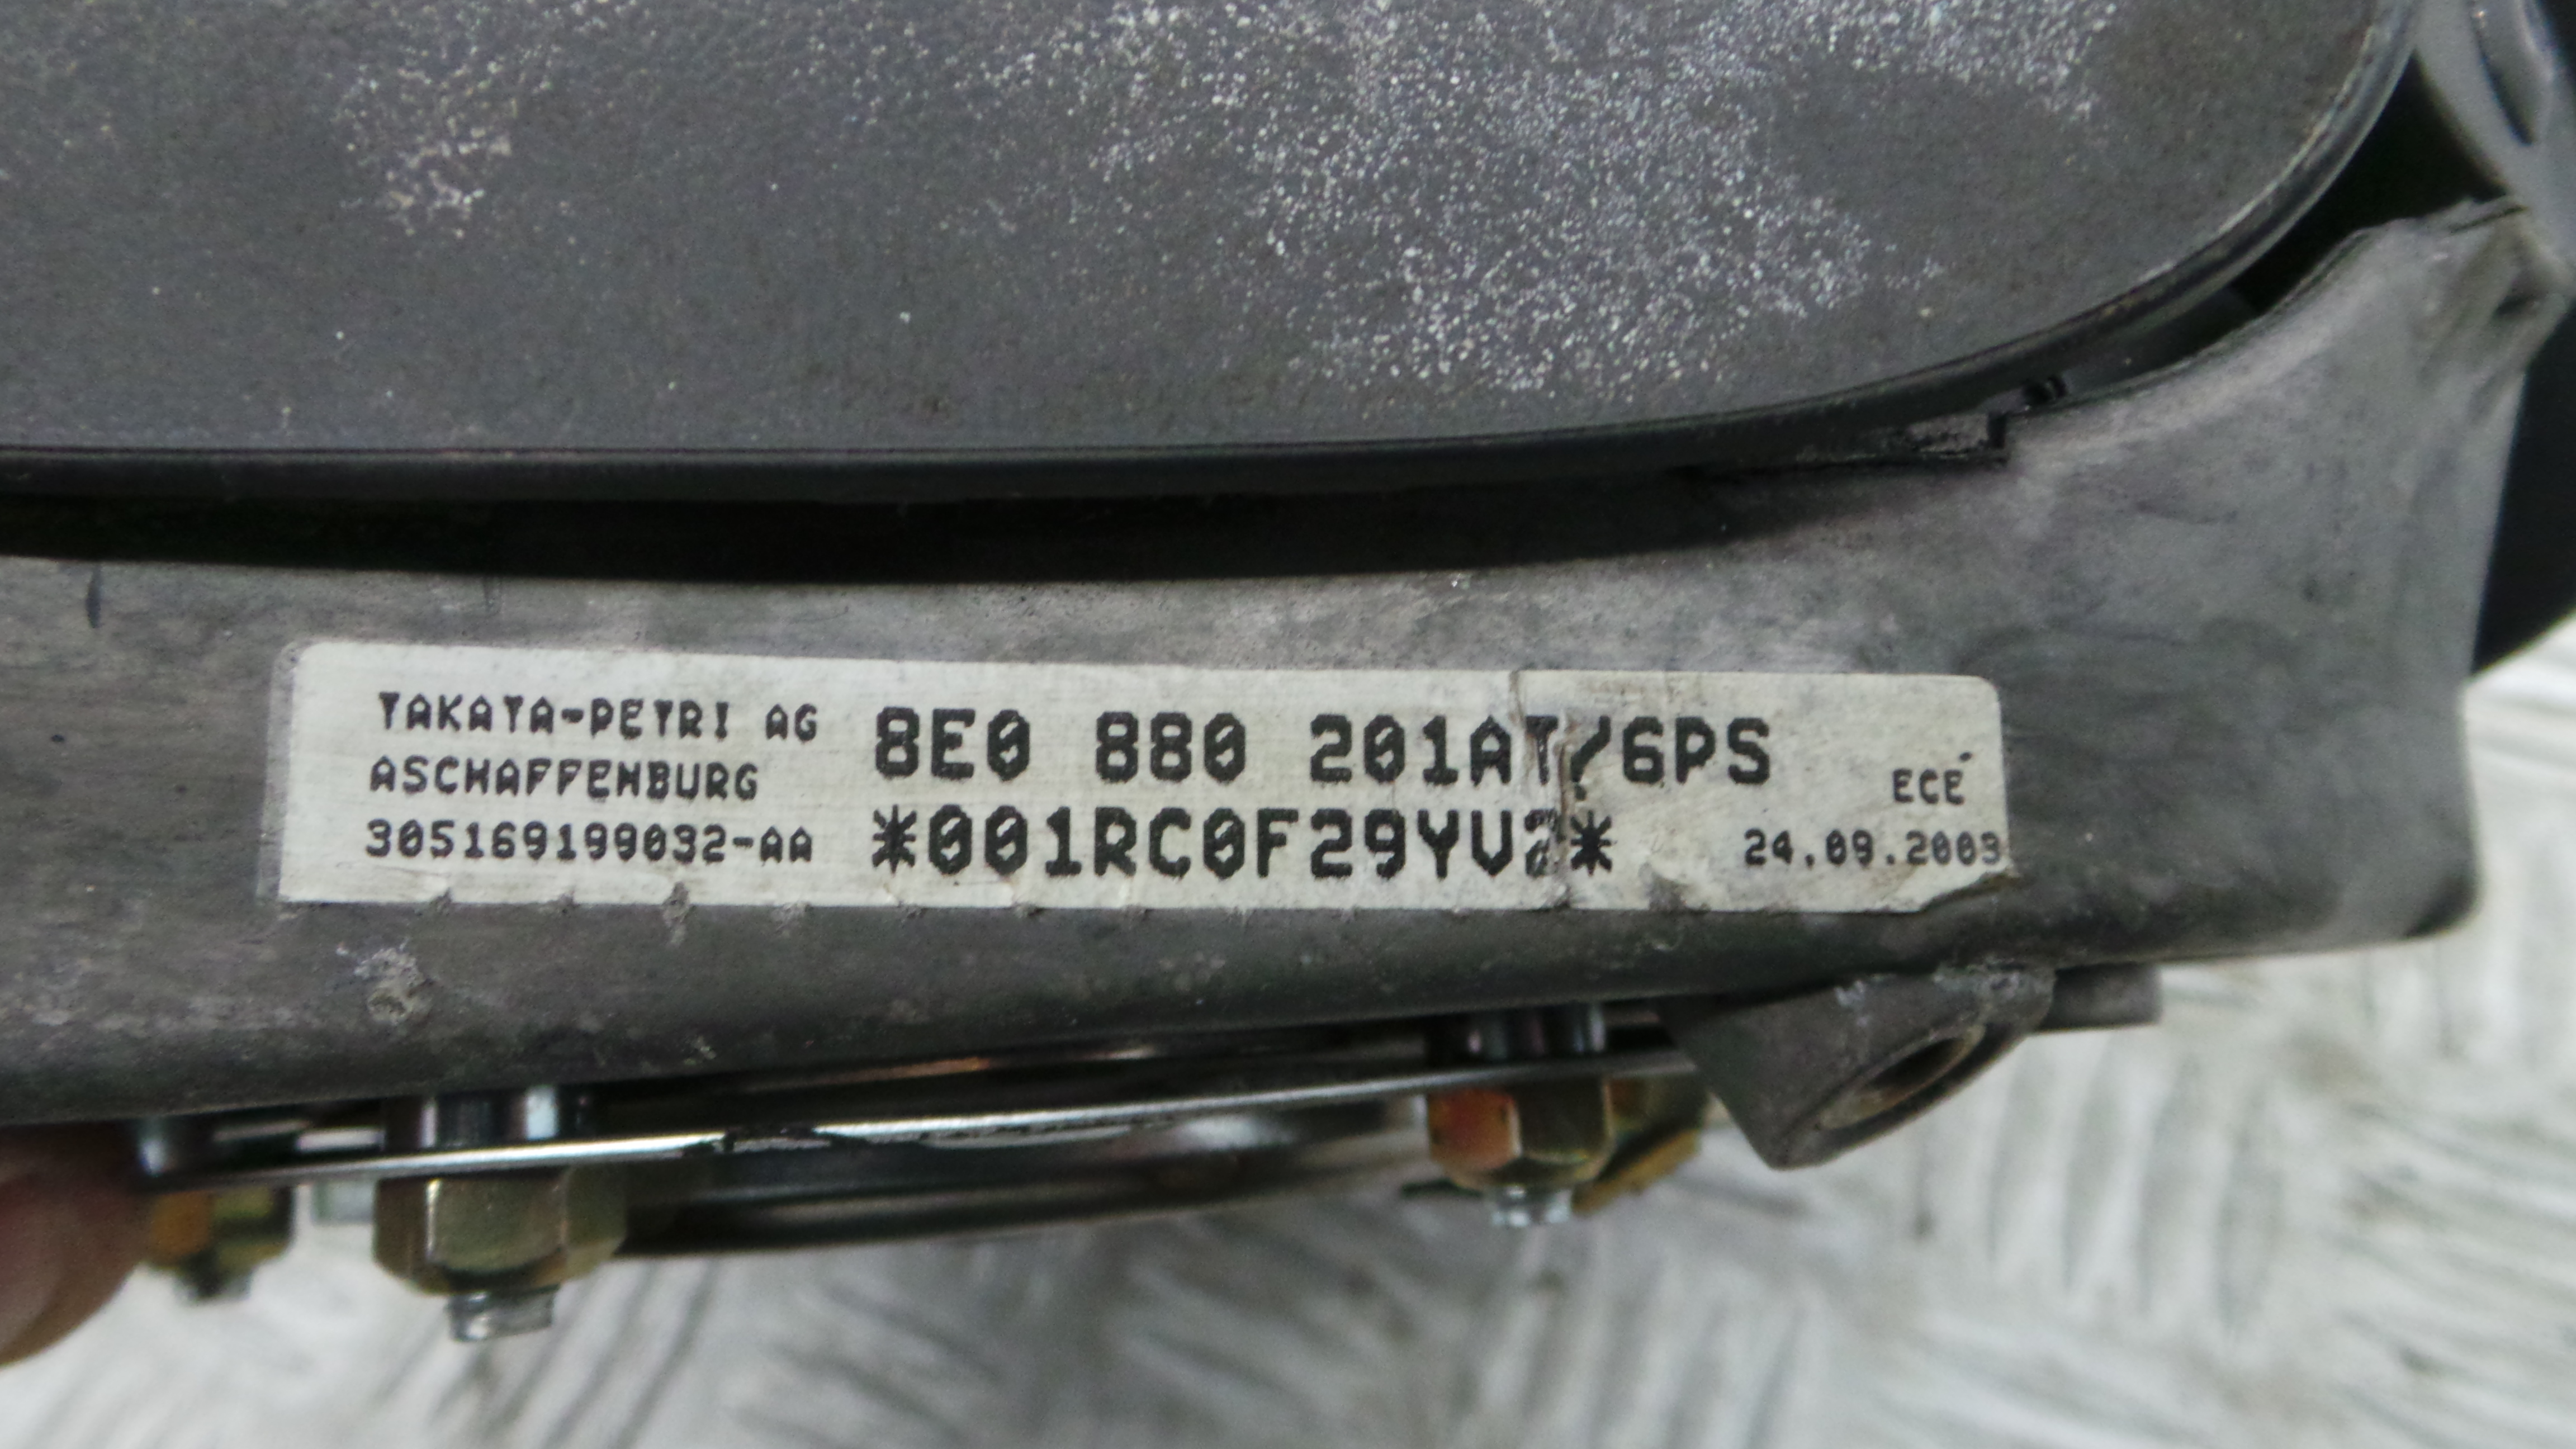 TAKATA-PETRI AG
ASCHAFFENBURG
305169199032-AA
8E0 880 201AT/6PS
*001RC0F29YV2*
ECE
24.09.2003